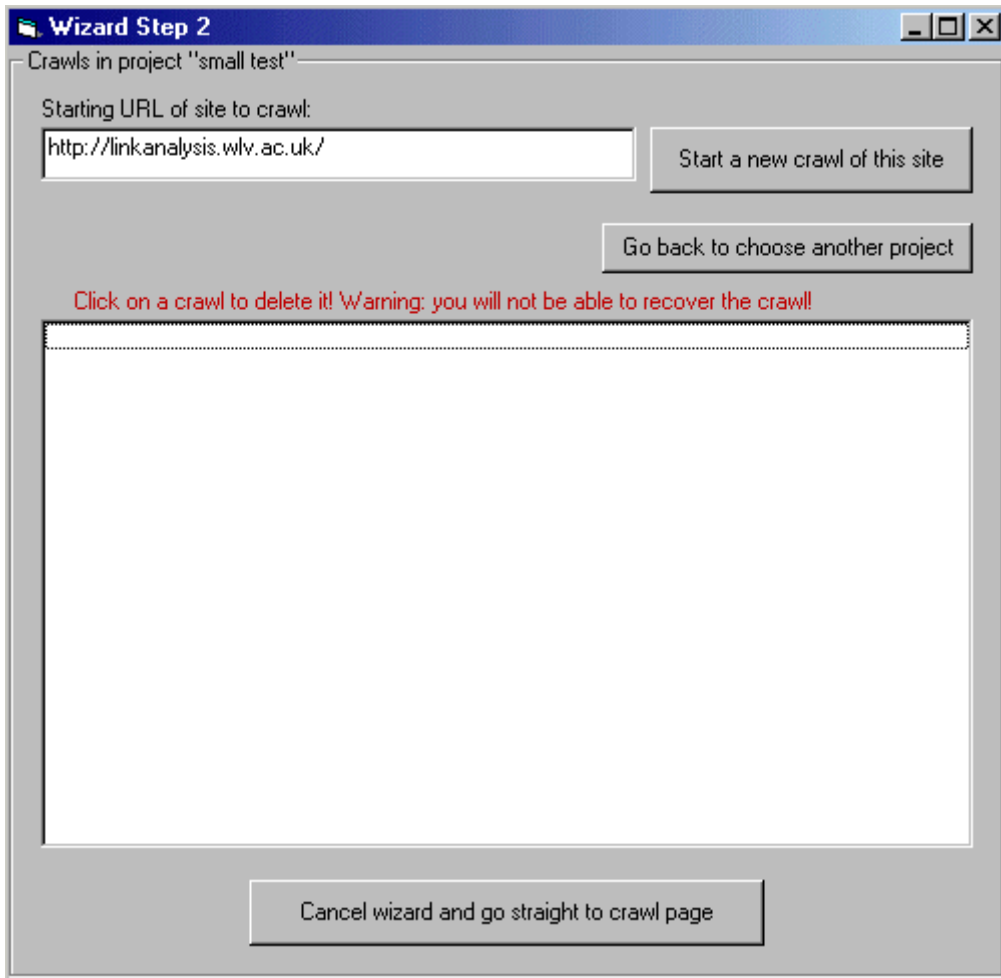 Wizard Step 2
Crawls in project "small test"
Starting URL of site to crawl:
http://linkanalysis.wlv.ac.uk/
Start a new crawl of this site
Go back to choose another project
Click on a crawl to delete it! Warning: you will not be able to recover the crawl!
Cancel wizard and go straight to crawl page